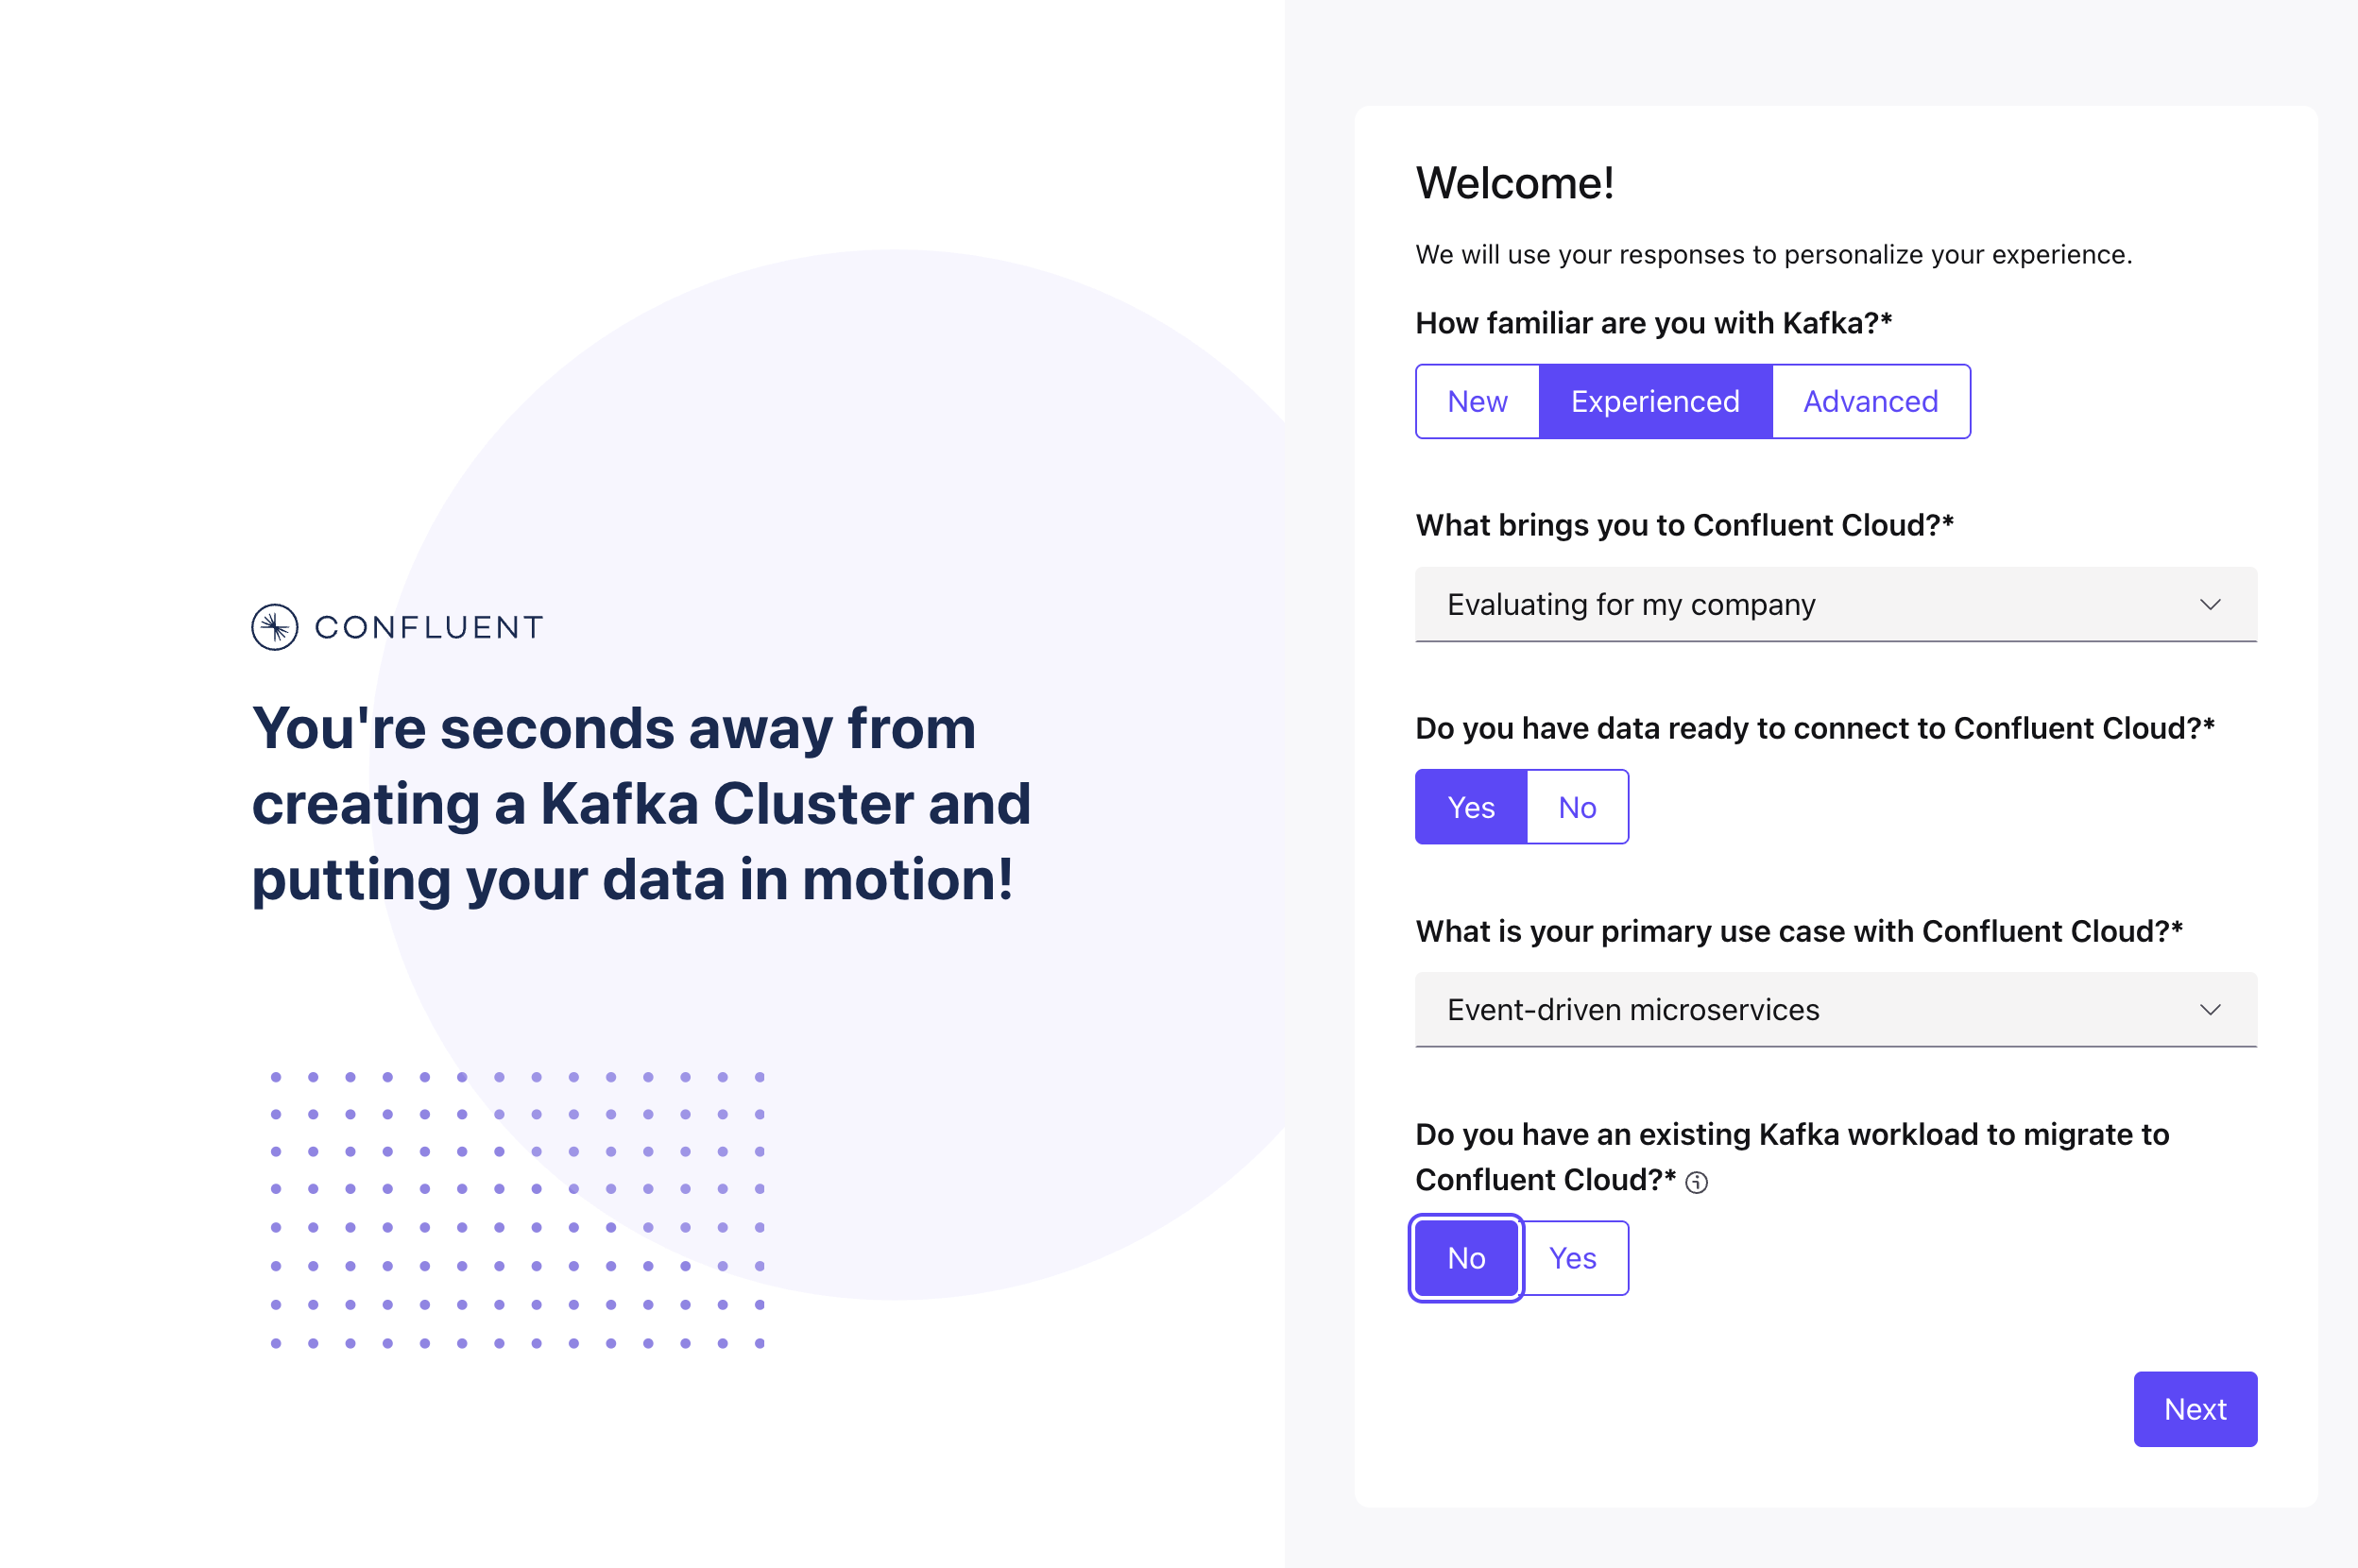 CONFLUENT
You're seconds away from
creating a Kafka Cluster and
putting your data in motion!
Welcome!
We will use your responses to personalize your experience.
How familiar are you with Kafka?*
New Experienced Advanced
What brings you to Confluent Cloud?*
Evaluating for my company
Do you have data ready to connect to Confluent Cloud?*
Yes No
What is your primary use case with Confluent Cloud?*
Event-driven microservices
Do you have an existing Kafka workload to migrate to
Confluent Cloud?*
No Yes
Next